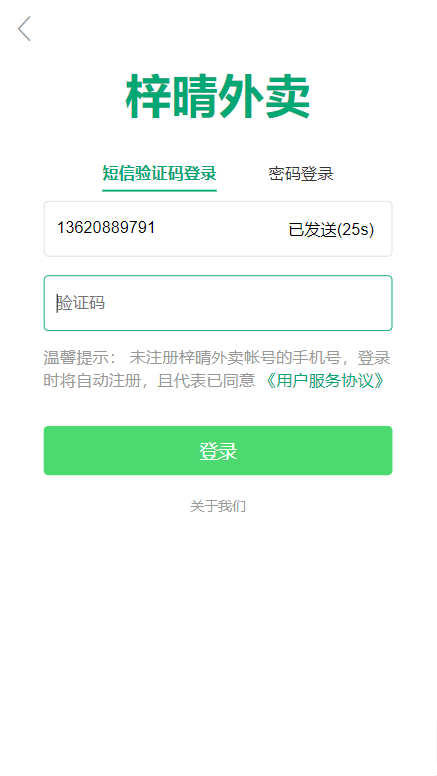 梓晴外卖
短信验证码登录 密码登录
13620889791 已发送(25s)
验证码
温馨提示： 未注册梓晴外卖帐号的手机号，登录
时将自动注册，且代表已同意《用户服务协议》
登录
关于我们